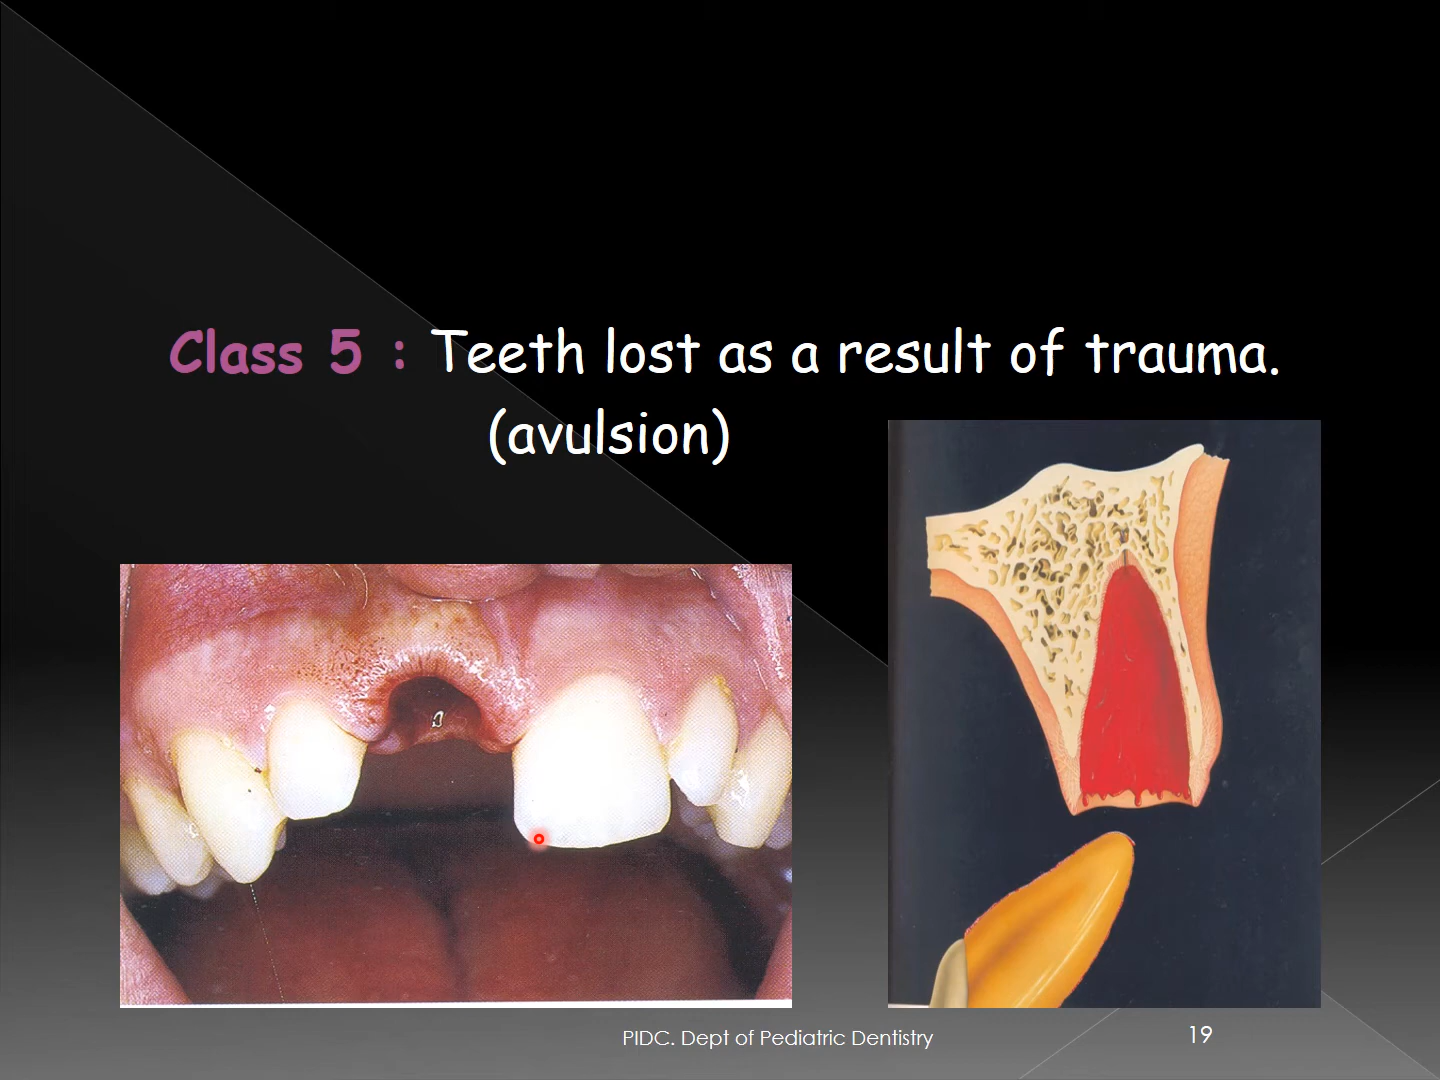 Class 5 : Teeth lost as a result of trauma.
(avulsion)
PIDC. Dept of Pediatric Dentistry
19